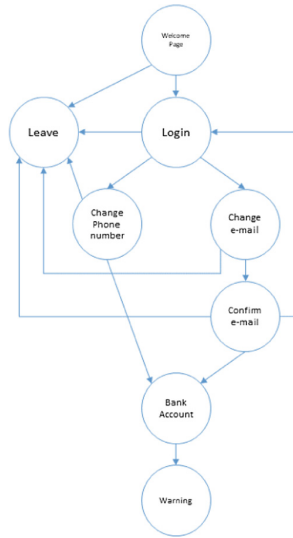 Welcome
Page
Leave
Login
Change
Phone
number
Change
e-mail
Confirm
e-mail
Bank
Account
Warning